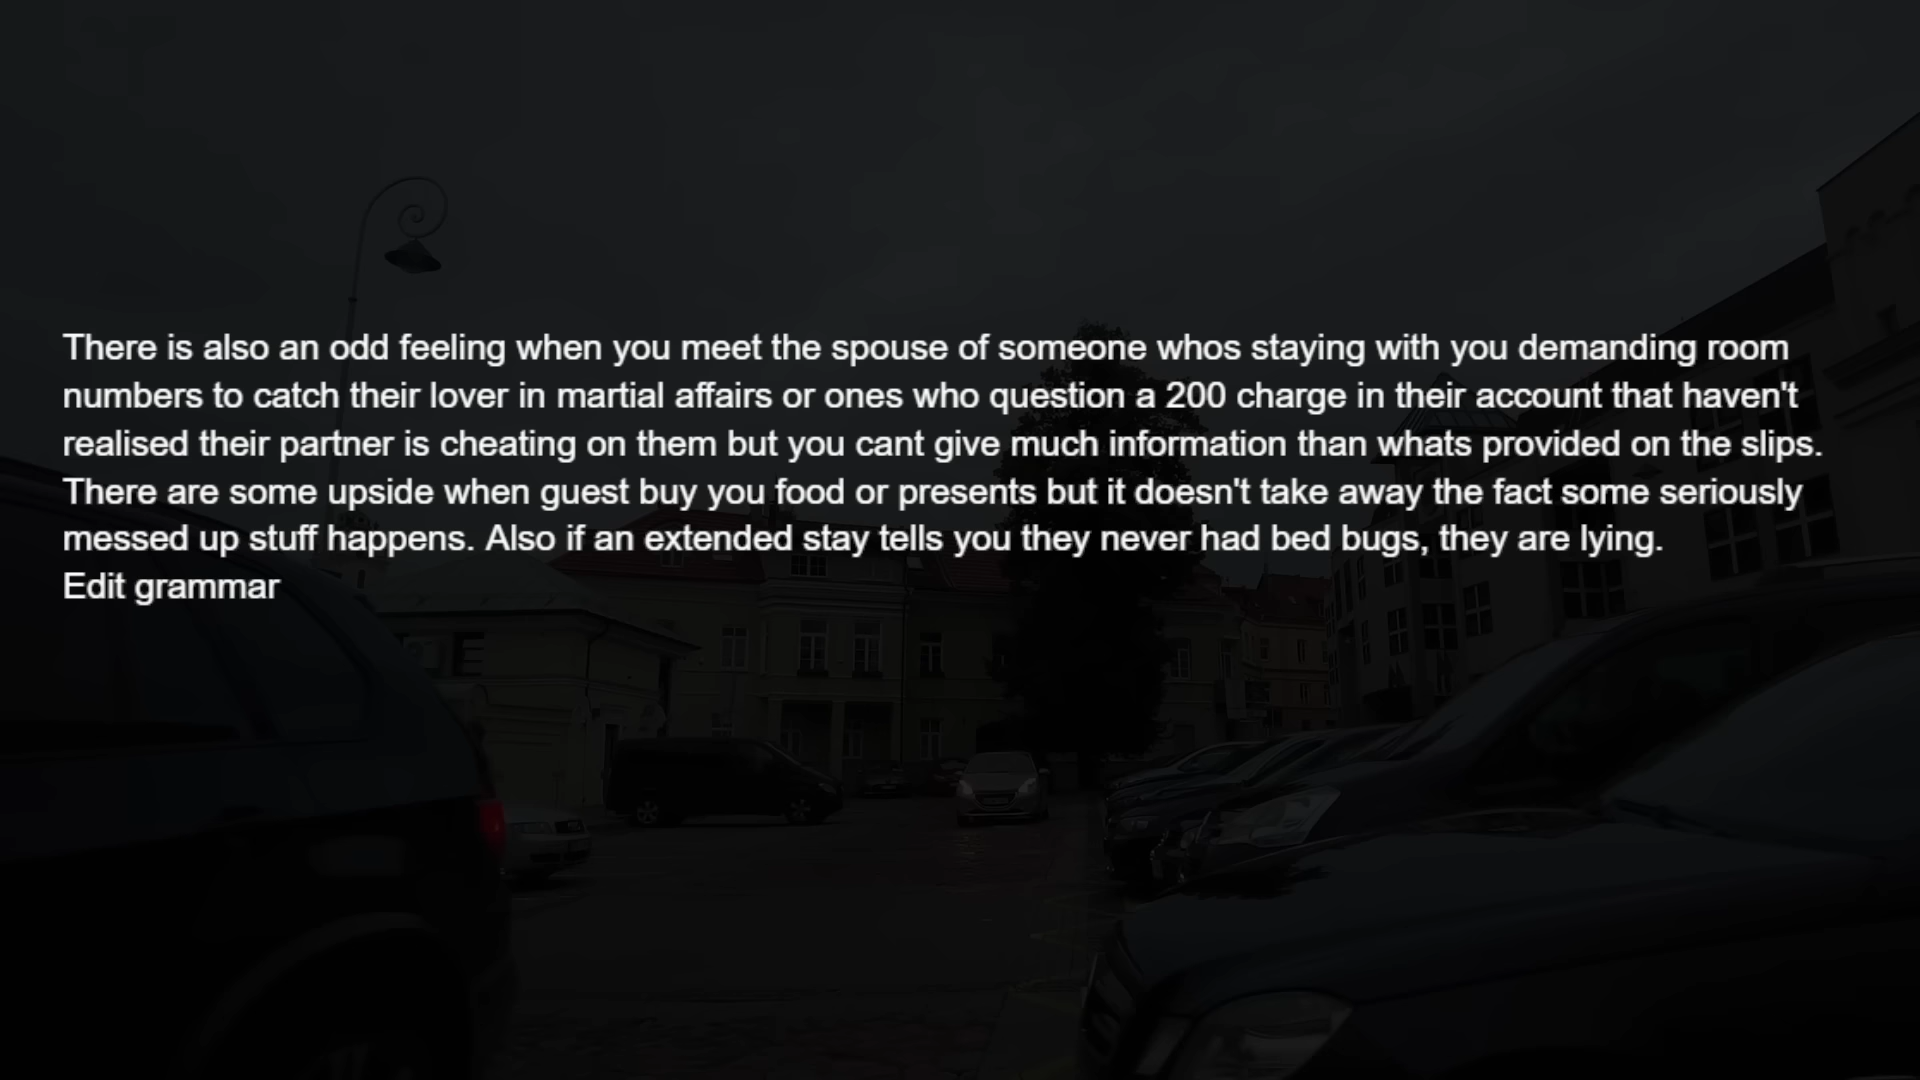 There is also an odd feeling when you meet the spouse of someone whos staying with you demanding room
numbers to catch their lover in martial affairs or ones who question a 200 charge in their account that haven't
realised their partner is cheating on them but you cant give much information than whats provided on the slips.
There are some upside when guest buy you food or presents but it doesn't take away the fact some seriously
messed up stuff happens. Also if an extended stay tells you they never had bed bugs, they are lying.
Edit grammar